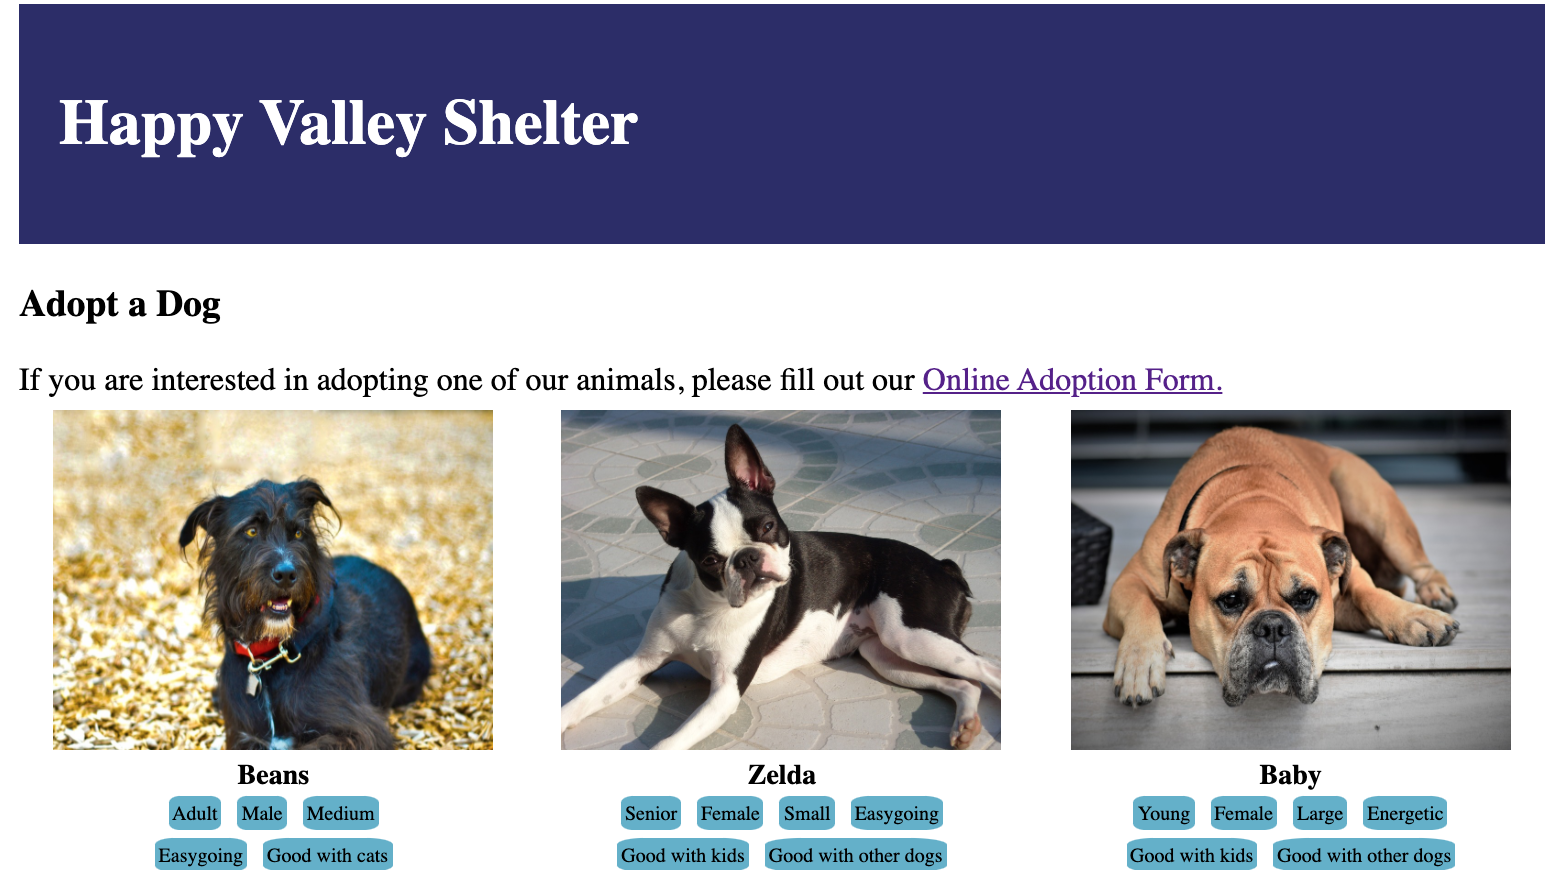 Happy Valley Shelter
Adopt a Dog
If you are interested in adopting one of our animals, please fill out our Online Adoption Form.
Beans
Adult Male Medium
Easygoing Good with cats
Zelda
Senior Female Small Easygoing
Good with kids Good with other dogs
Baby
Young Female Large Energetic
Good with kids Good with other dogs